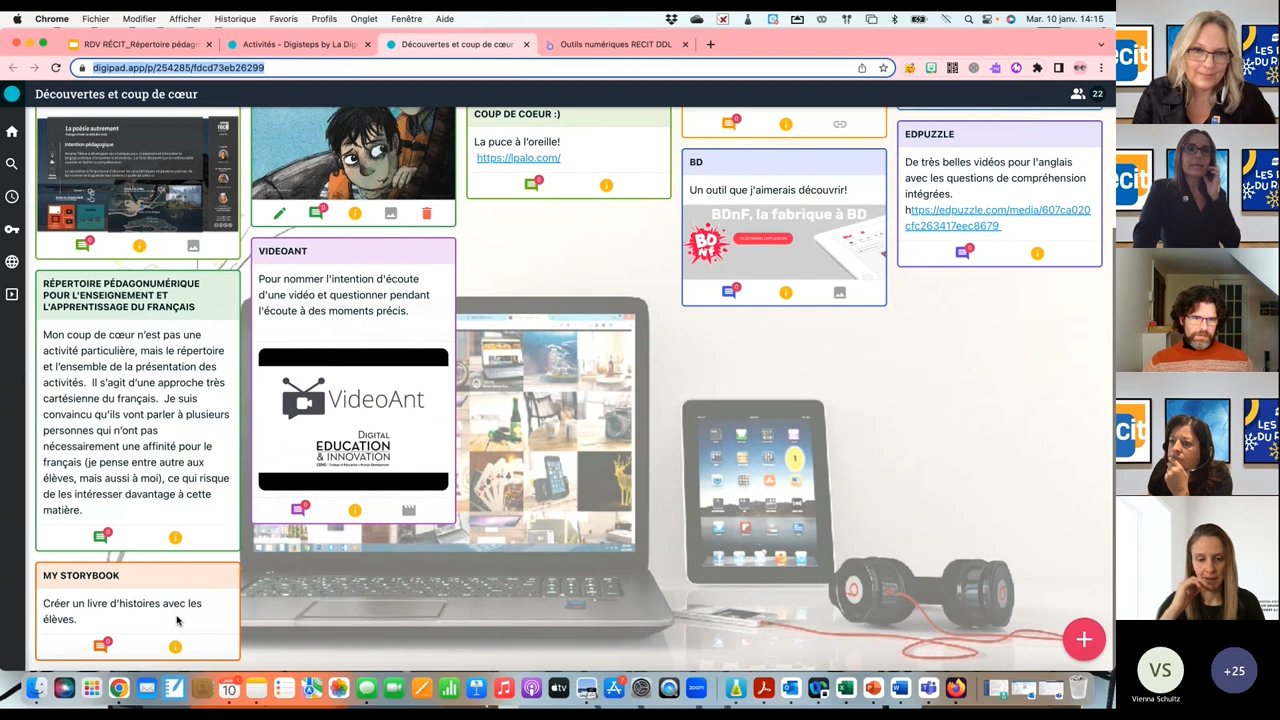 Chrome Fichier Modifier Afficher Historique Favoris Profils Onglet Fenêtre Aide
Mar. 10 janv. 14:15
RDV RÉCIT_Répertoire pédago
Activités - Digisteps by La Dig
Découvertes et coup de cœur
Outils numériques RECIT DDL
digipad.app/p/254285/fdcd73eb26299
Découvertes et coup de cœur
22
La poésie autrement
Intention pédagogique
RÉPERTOIRE PÉDAGONUMÉRIQUE
POUR L'ENSEIGNEMENT ET
L'APPRENTISSAGE DU FRANÇAIS
Mon coup de cœur n'est pas une
activité particulière, mais le répertoire
et l'ensemble de la présentation des
activités. Il s'agit d'une approche très
cartésienne du français. Je suis
convaincu qu'ils vont parler à plusieurs
personnes qui n'ont pas
nécessairement une affinité pour le
français (je pense entre autre aux
élèves, mais aussi à moi), ce qui risque
de les intéresser davantage à cette
matière.
MY STORYBOOK
Créer un livre d'histoires avec les
élèves.
VIDEOANT
Pour nommer l'intention d'écoute
d'une vidéo et questionner pendant
l'écoute à des moments précis.
VideoAnt
DIGITAL
EDUCATION
& INNOVATION
COUP DE COEUR :)
La puce à l'oreille!
https://lpalo.com/
BD
Un outil que j'aimerais découvrir!
BDnF, la fabrique à BD
BD
NF
EDPUZZLE
De très belles vidéos pour l'anglais
avec les questions de compréhension
intégrées.
https://edpuzzle.com/media/607ca020
cfc263417eec8679
zoom
VS
Vienna Schultz
+25